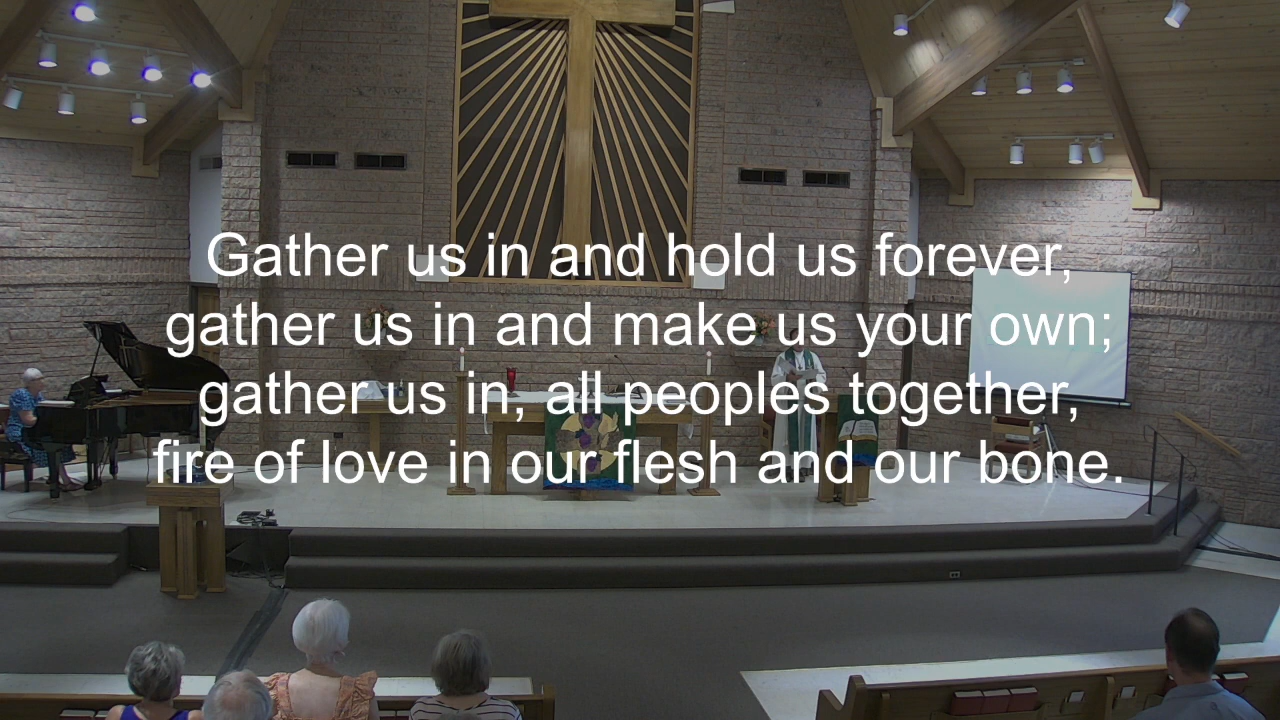 Gather us in and hold us forever,
gather us in and make us your own;
gather us in, all peoples together,
fire of love in our flesh and our bone.